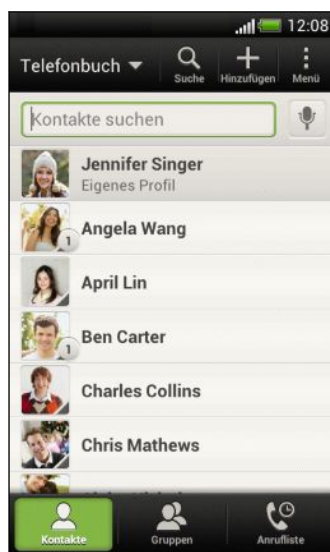 12:08
Telefonbuch
Suche
Hinzufügen
Menü
Kontakte suchen
Jennifer Singer
Eigenes Profil
Angela Wang
1
April Lin
Ben Carter
1
Charles Collins
Chris Mathews
Kontakte
Gruppen
Anrufliste